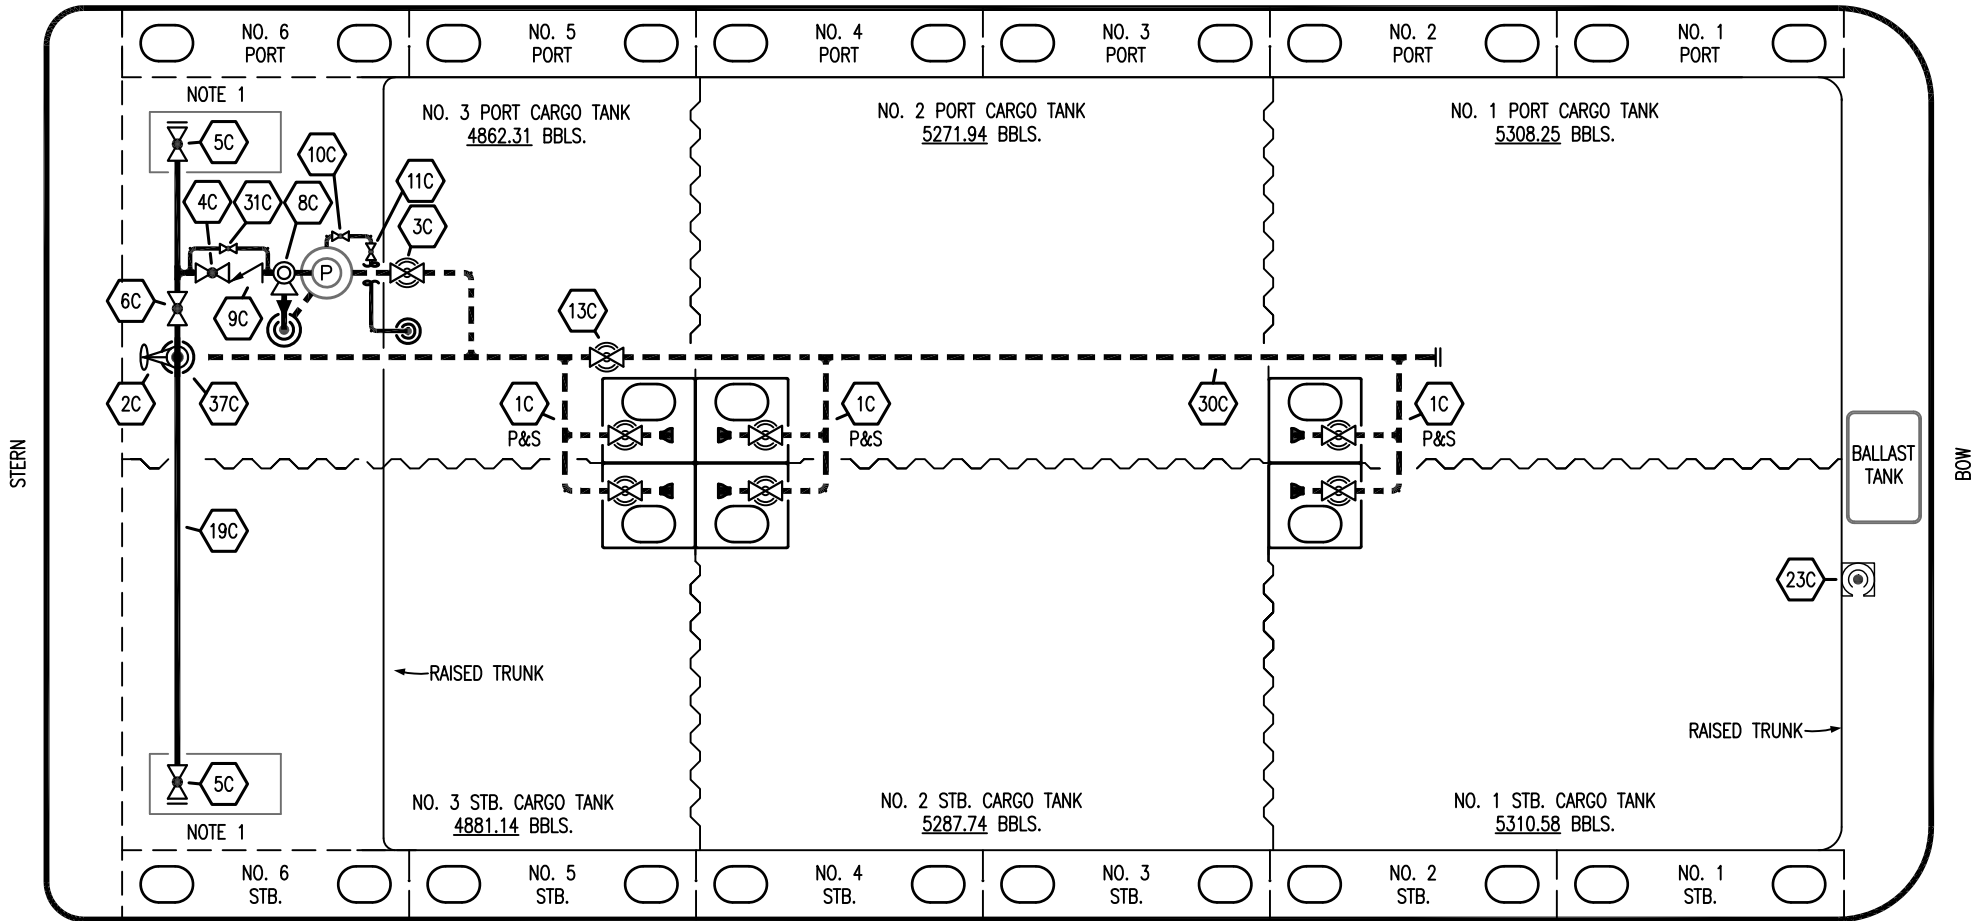 NO. 6
PORT
NO. 5
PORT
NO. 4
PORT
NO. 3
PORT
NO. 2
PORT
NO. 1
PORT
NOTE 1
NO. 3 PORT CARGO TANK
4862.31 BBLS.
NO. 2 PORT CARGO TANK
5271.94 BBLS.
NO. 1 PORT CARGO TANK
5308.25 BBLS.
5C
10C
11C
4C
31C
8C
3C
P
6C
9C
13C
2C
37C
1C
P&S
1C
P&S
30C
1C
P&S
STERN
BALLAST
TANK
BOW
19C
23C
RAISED TRUNK
RAISED TRUNK
5C
NOTE 1
NO. 3 STB. CARGO TANK
4881.14 BBLS.
NO. 2 STB. CARGO TANK
5287.74 BBLS.
NO. 1 STB. CARGO TANK
5310.58 BBLS.
NO. 6
STB.
NO. 5
STB.
NO. 4
STB.
NO. 3
STB.
NO. 2
STB.
NO. 1
STB.